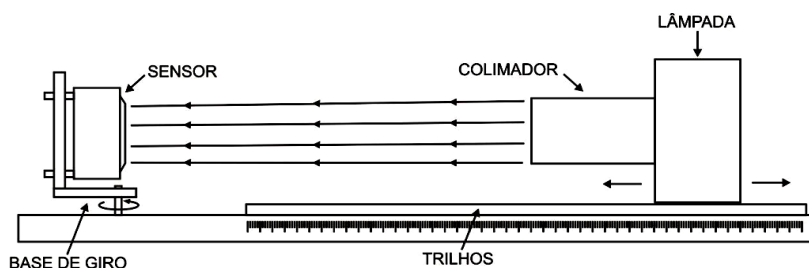 LÂMPADA
SENSOR
COLIMADOR
BASE DE GIRO
TRILHOS